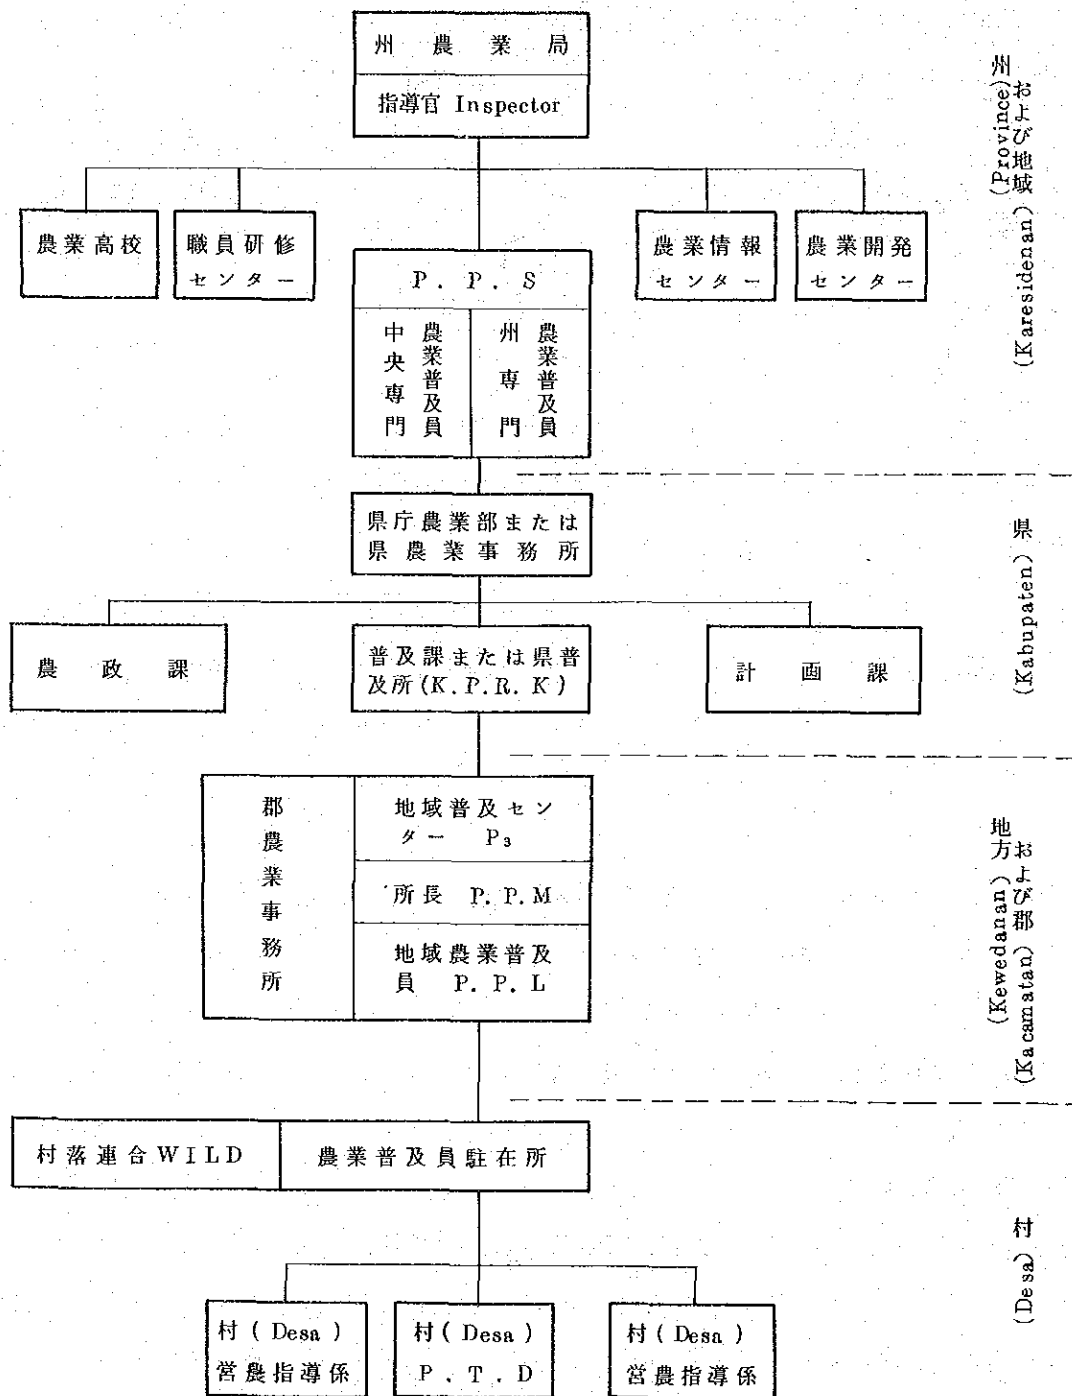 州農業局
指導官 Inspector
農業高校
職員研修
センター
P.P.S
中央専門
農業普及員
州専門
農業普及員
農業情報
センター
農業開発
センター
州
(Province)
および地域
(Karesidenan)
県庁農業部または
県農業事務所
農政課
普及課または県普
及所(K.P.R.K)
計画課
県
(Kabupaten)
郡農業事務所
地域普及セン
ター P₃
所長 P.P.M
地域農業普及
員 P.P.L
地方
(Kewedanan)
および郡
(Kacamatan)
村落連合WILD
農業普及員駐在所
村(Desa)
営農指導係
村(Desa)
P.T.D
村(Desa)
営農指導係
村
(Desa)